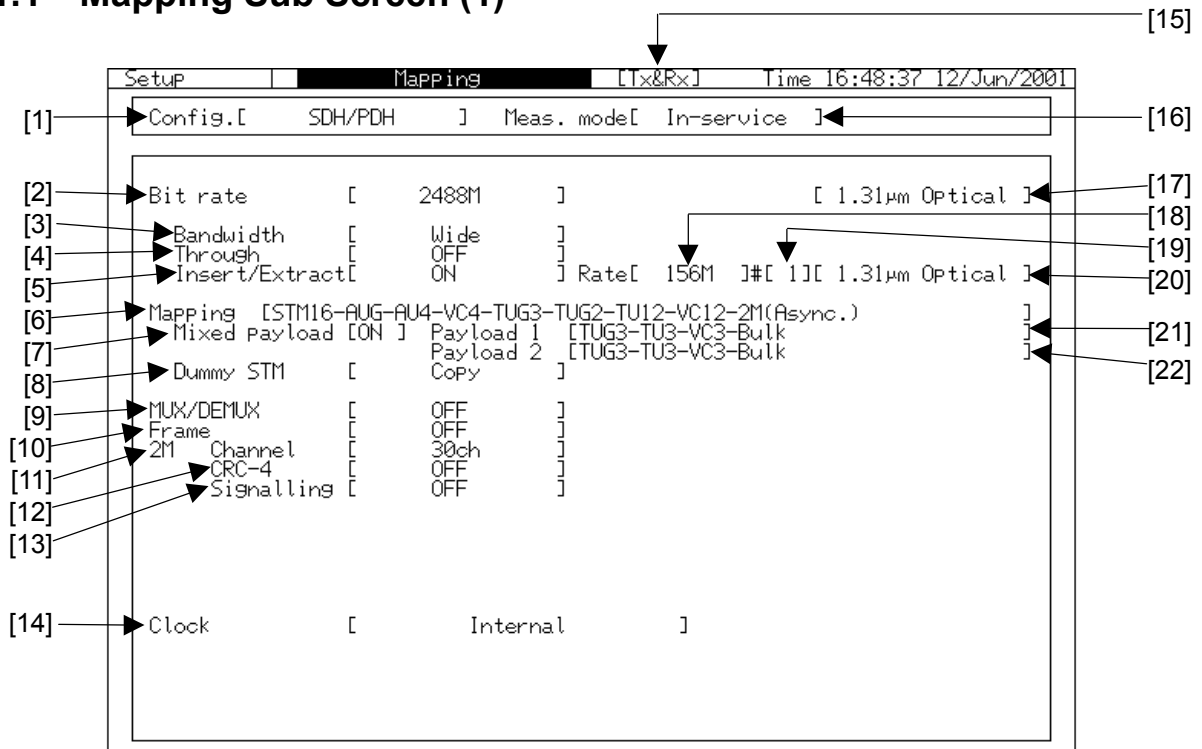 Mapping Sub Screen (1)
[15]
Setup Mapping [Tx&Rx] Time 16:48:37 12/Jun/2001
[1] Config.[ SDH/PDH ] Meas. mode[ In-service ] [16]
[2] Bit rate [ 2488M ] [ 1.31μm Optical ] [17]
[18]
[3] Bandwidth [ Wide ]
[19]
[4] Through [ OFF ]
[5] Insert/Extract[ ON ] Rate[ 156M ]#[ 1][ 1.31μm Optical ] [20]
[6] Mapping [STM16-AUG-AU4-VC4-TUG3-TUG2-TU12-VC12-2M(Async.) ]
[7] Mixed payload [ON ] Payload 1 [TUG3-TU3-VC3-Bulk ] [21]
Payload 2 [TUG3-TU3-VC3-Bulk ] [22]
[8] Dummy STM [ Copy ]
[9] MUX/DEMUX [ OFF ]
[10] Frame [ OFF ]
[11] 2M Channel [ 30ch ]
[12] CRC-4 [ OFF ]
[13] Signalling [ OFF ]
[14] Clock [ Internal ]